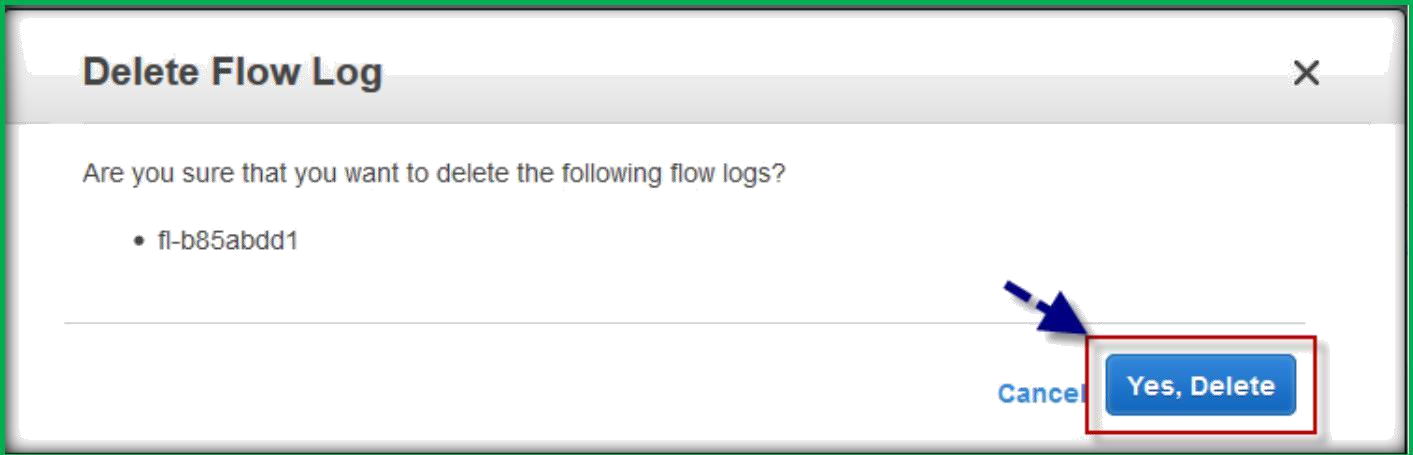 Delete Flow Log
Are you sure that you want to delete the following flow logs?
• fl-b85abdd1
Cancel Yes, Delete